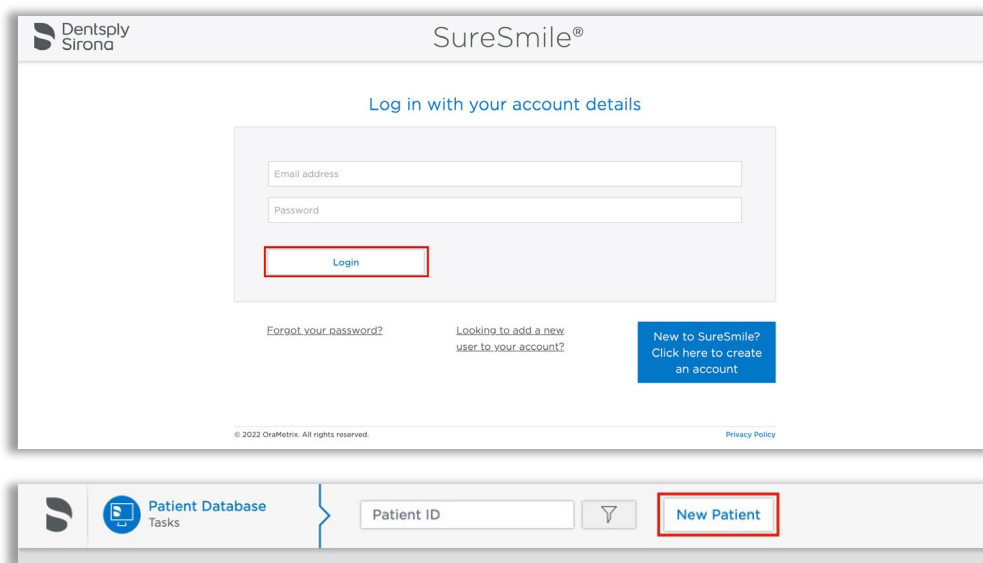 Dentsply
Sirona
SureSmile®
Log in with your account details
Email address
Password
Login
Forgot your password?
Looking to add a new
user to your account?
New to SureSmile?
Click here to create
an account
© 2022 OraMetrix. All rights reserved.
Privacy Policy
Patient Database
Tasks
Patient ID
New Patient